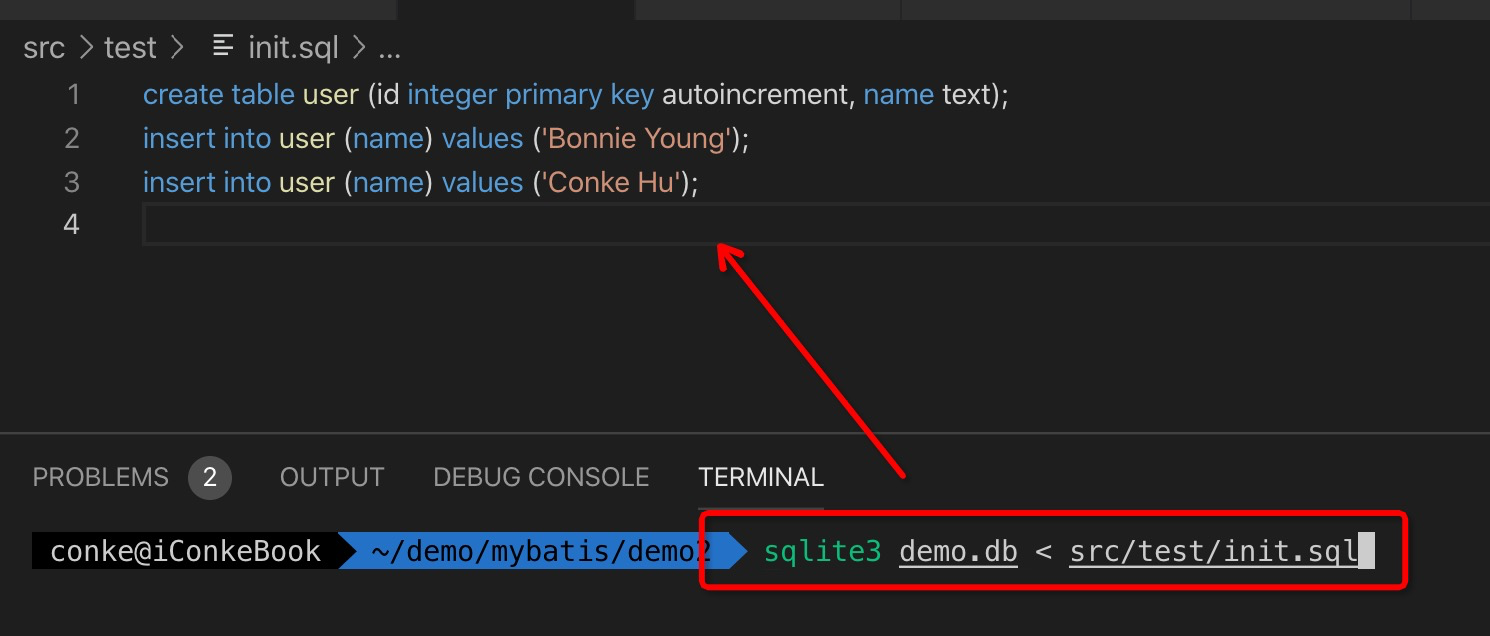 src > test > init.sql > ...
1 create table user (id integer primary key autoincrement, name text);
2 insert into user (name) values ('Bonnie Young');
3 insert into user (name) values ('Conke Hu');
4
PROBLEMS 2 OUTPUT DEBUG CONSOLE TERMINAL
conke@iConkeBook ~/demo/mybatis/demo2 sqlite3 demo.db < src/test/init.sql